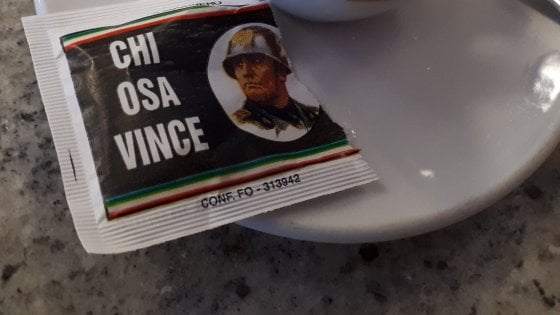 CHI
OSA
VINCE
CONF. FO - 313942